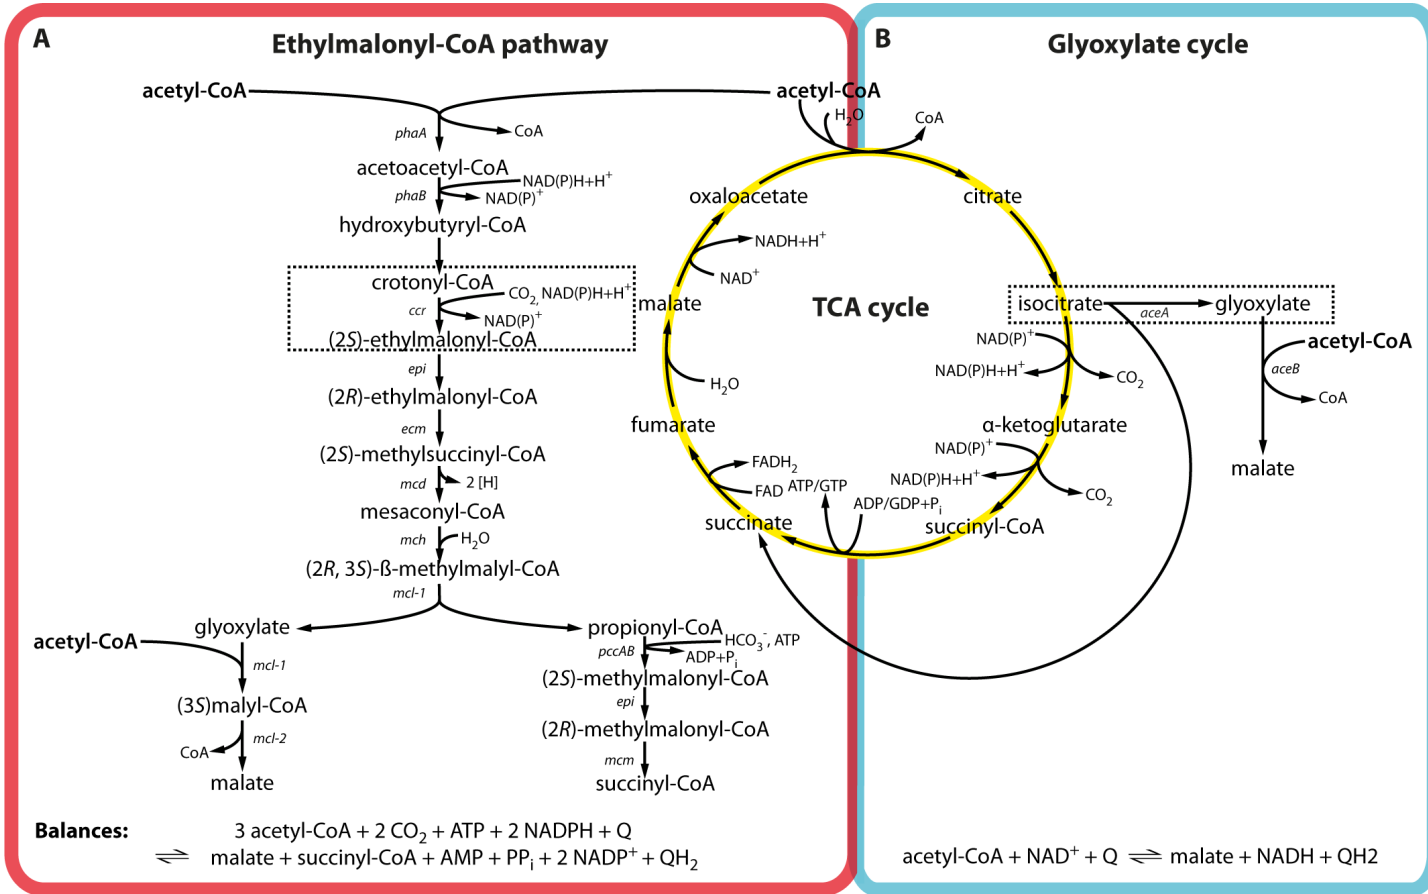 A
Ethylmalonyl-CoA pathway
acetyl-CoA
acetyl-CoA
phaA
CoA
acetoacetyl-CoA
phaB
NAD(P)H+H⁺
NAD(P)⁺
hydroxybutyryl-CoA
crotonyl-CoA
ccr
CO₂, NAD(P)H+H⁺
NAD(P)⁺
(2S)-ethylmalonyl-CoA
epi
(2R)-ethylmalonyl-CoA
ecm
(2S)-methylsuccinyl-CoA
mcd
2 [H]
mesaconyl-CoA
mch
H₂O
(2R, 3S)-ß-methylmalyl-CoA
mcl-1
glyoxylate
propionyl-CoA
acetyl-CoA
mcl-1
(3S)malyl-CoA
CoA
mcl-2
malate
pccAB
HCO₃⁻, ATP
ADP+Pᵢ
(2S)-methylmalonyl-CoA
epi
(2R)-methylmalonyl-CoA
mcm
succinyl-CoA
Balances:
3 acetyl-CoA + 2 CO₂ + ATP + 2 NADPH + Q
⇌ malate + succinyl-CoA + AMP + PPᵢ + 2 NADP⁺ + QH₂
B
Glyoxylate cycle
H₂O
CoA
oxaloacetate
citrate
NADH+H⁺
NAD⁺
malate
TCA cycle
isocitrate
aceA
glyoxylate
NAD(P)⁺
NAD(P)H+H⁺
CO₂
acetyl-CoA
aceB
CoA
malate
H₂O
fumarate
α-ketoglutarate
NAD(P)⁺
NAD(P)H+H⁺
CO₂
FADH₂
FAD
ATP/GTP
ADP/GDP+Pᵢ
succinate
succinyl-CoA
acetyl-CoA + NAD⁺ + Q ⇌ malate + NADH + QH2